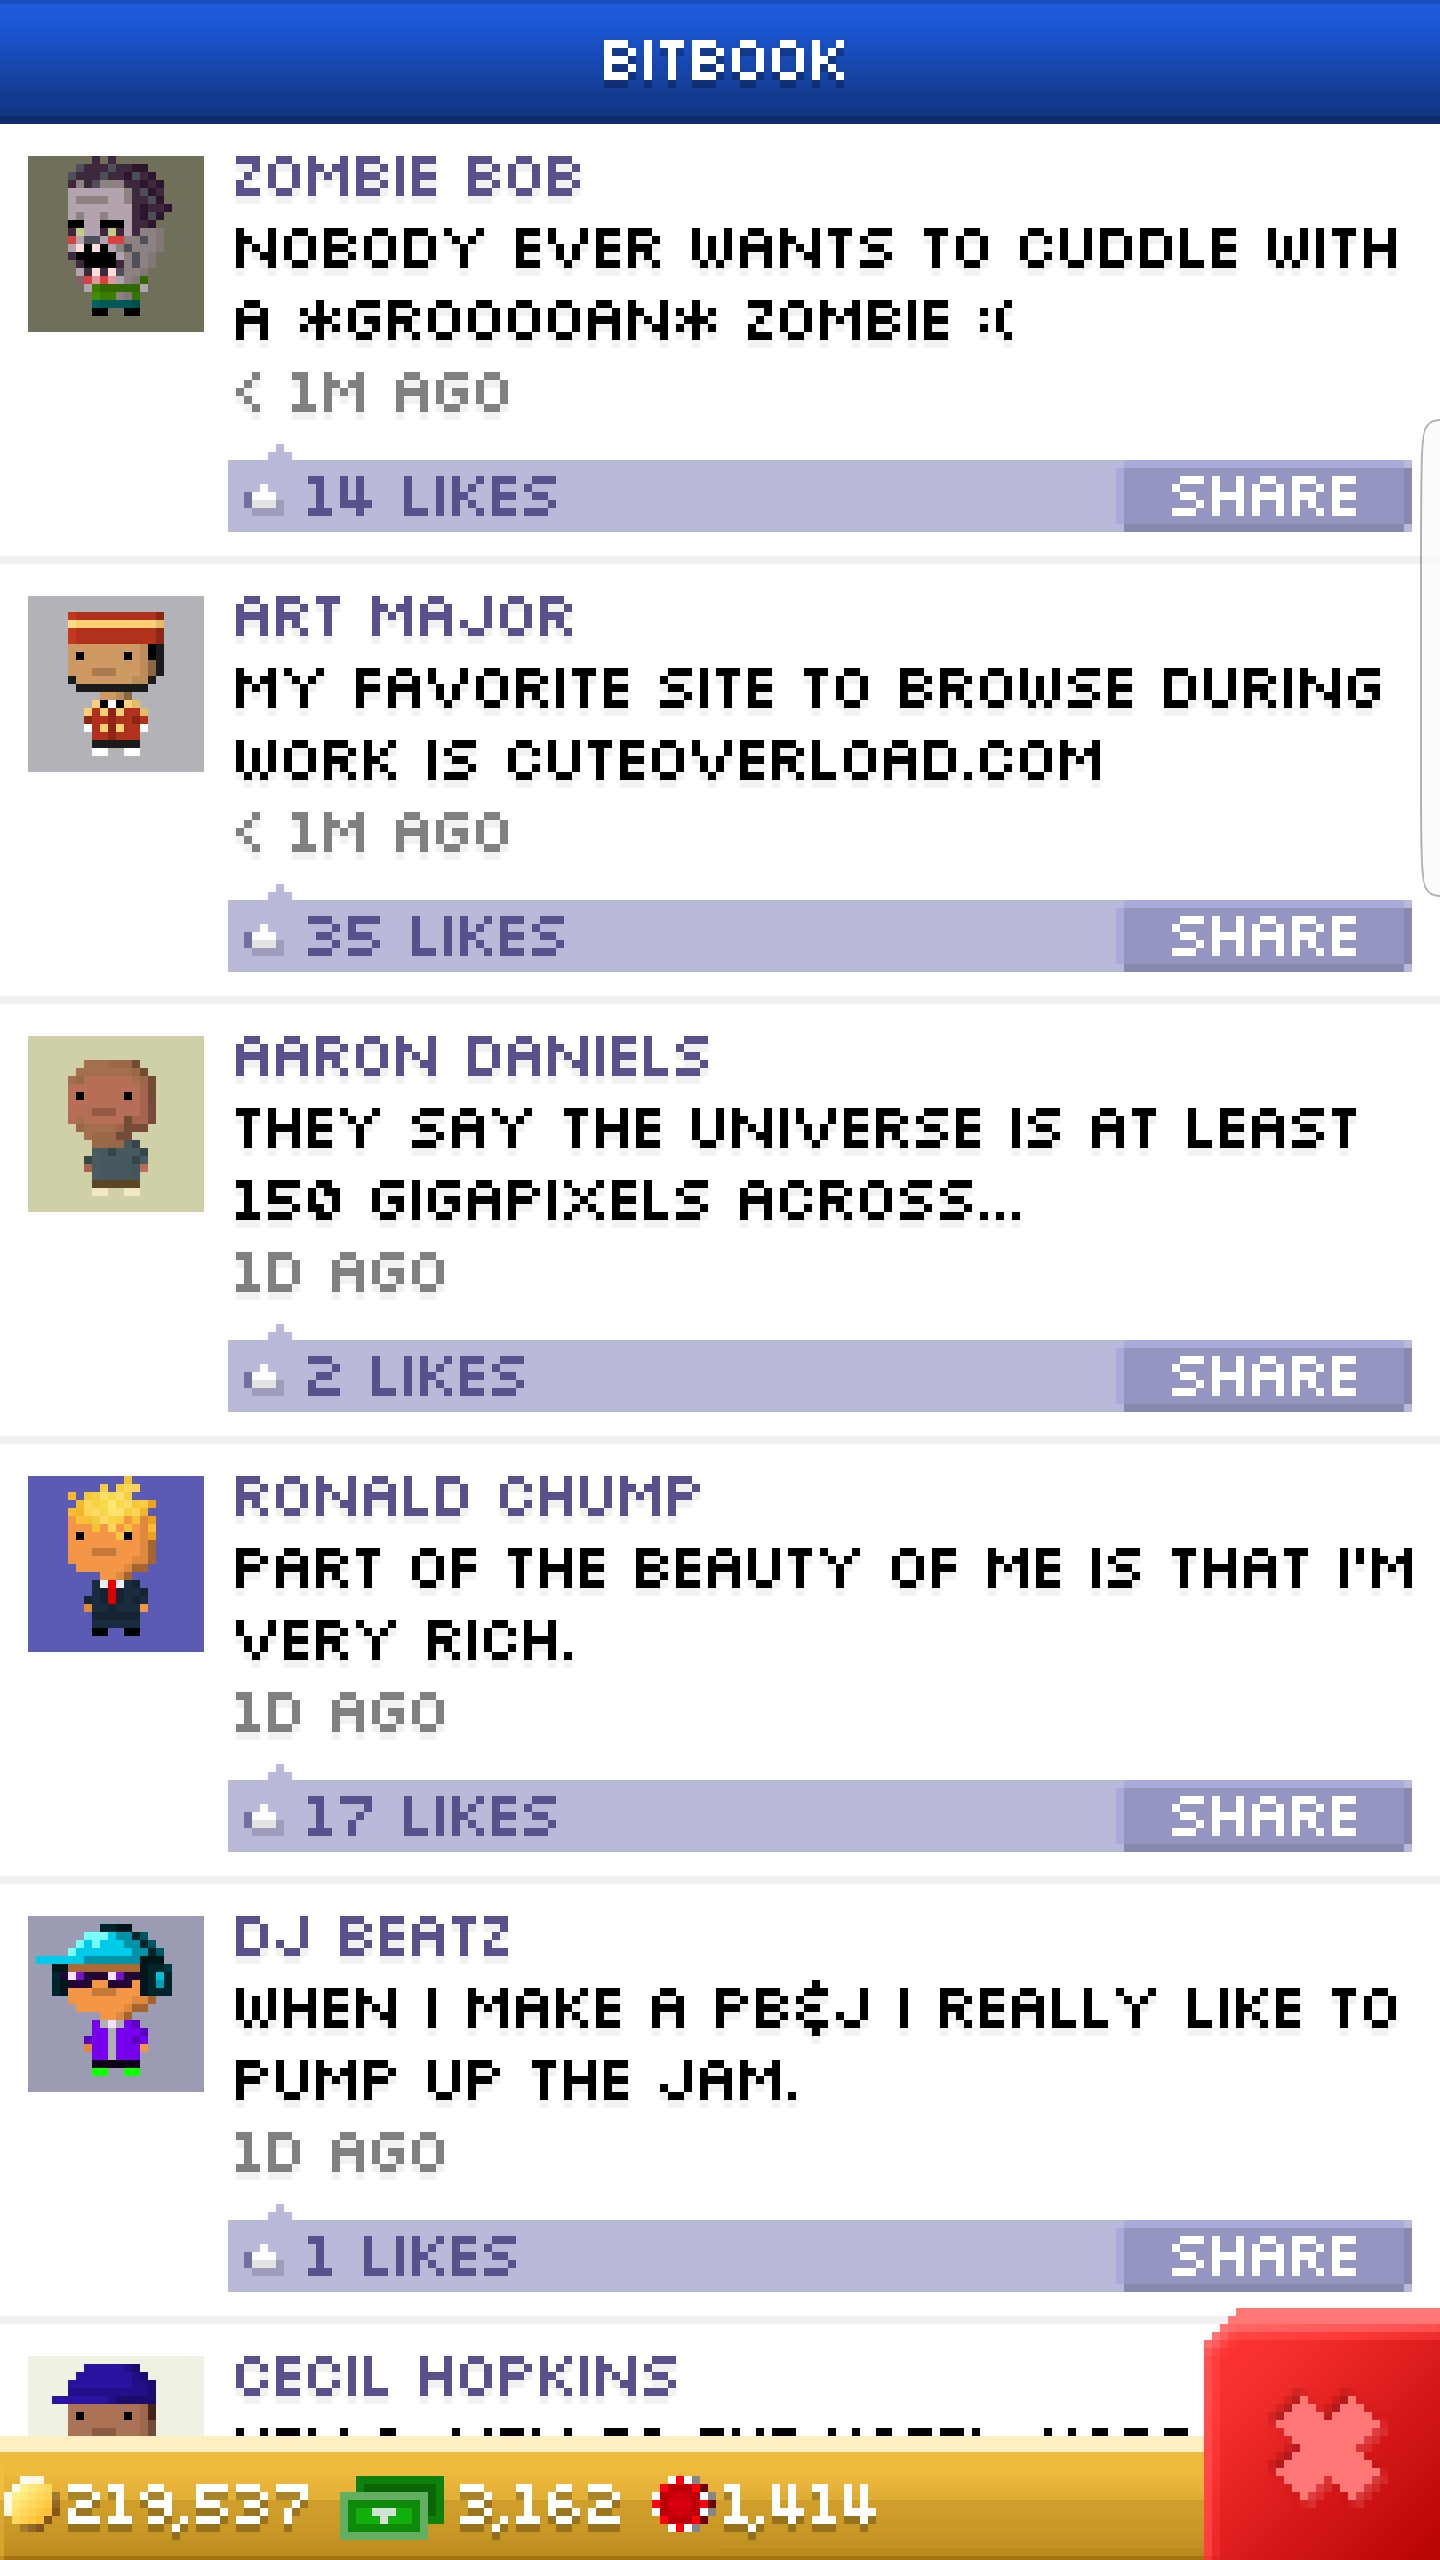 BITBOOK
ZOMBIE BOB
NOBODY EVER WANTS TO CUDDLE WITH
A *GROOOOAN* ZOMBIE :(
< 1M AGO
14 LIKES SHARE
ART MAJOR
MY FAVORITE SITE TO BROWSE DURING
WORK IS CUTEOVERLOAD.COM
< 1M AGO
35 LIKES SHARE
AARON DANIELS
THEY SAY THE UNIVERSE IS AT LEAST
150 GIGAPIXELS ACROSS...
1D AGO
2 LIKES SHARE
RONALD CHUMP
PART OF THE BEAUTY OF ME IS THAT I'M
VERY RICH.
1D AGO
17 LIKES SHARE
DJ BEATZ
WHEN I MAKE A PB&J I REALLY LIKE TO
PUMP UP THE JAM.
1D AGO
1 LIKES SHARE
CECIL HOPKINS
219,537 3,162 1,414